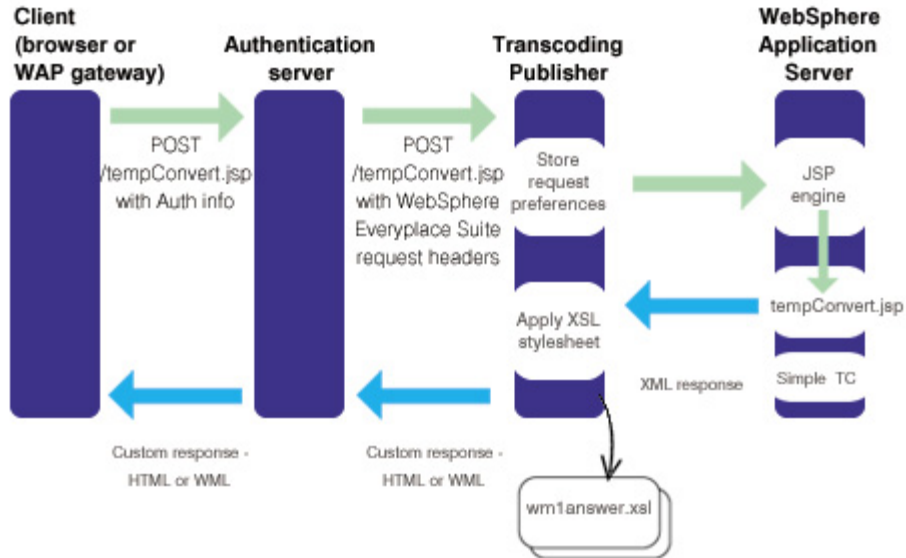 Client
(browser or
WAP gateway)
Authentication
server
Transcoding
Publisher
WebSphere
Application
Server
POST
/tempConvert.jsp
with Auth info
POST
/tempConvert.jsp
with WebSphere
Everyplace Suite
request headers
Store
request
preferences
JSP
engine
Apply XSL
stylesheet
tempConvert.jsp
XML response
Simple TC
Custom response -
HTML or WML
Custom response -
HTML or WML
wm1answer.xsl